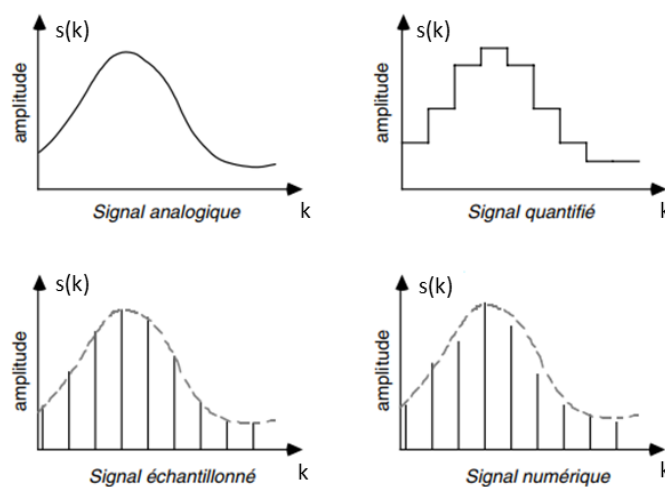 s(k)
amplitude
Signal analogique
k
s(k)
amplitude
Signal quantifié
k
s(k)
amplitude
Signal échantillonné
k
s(k)
amplitude
Signal numérique
k